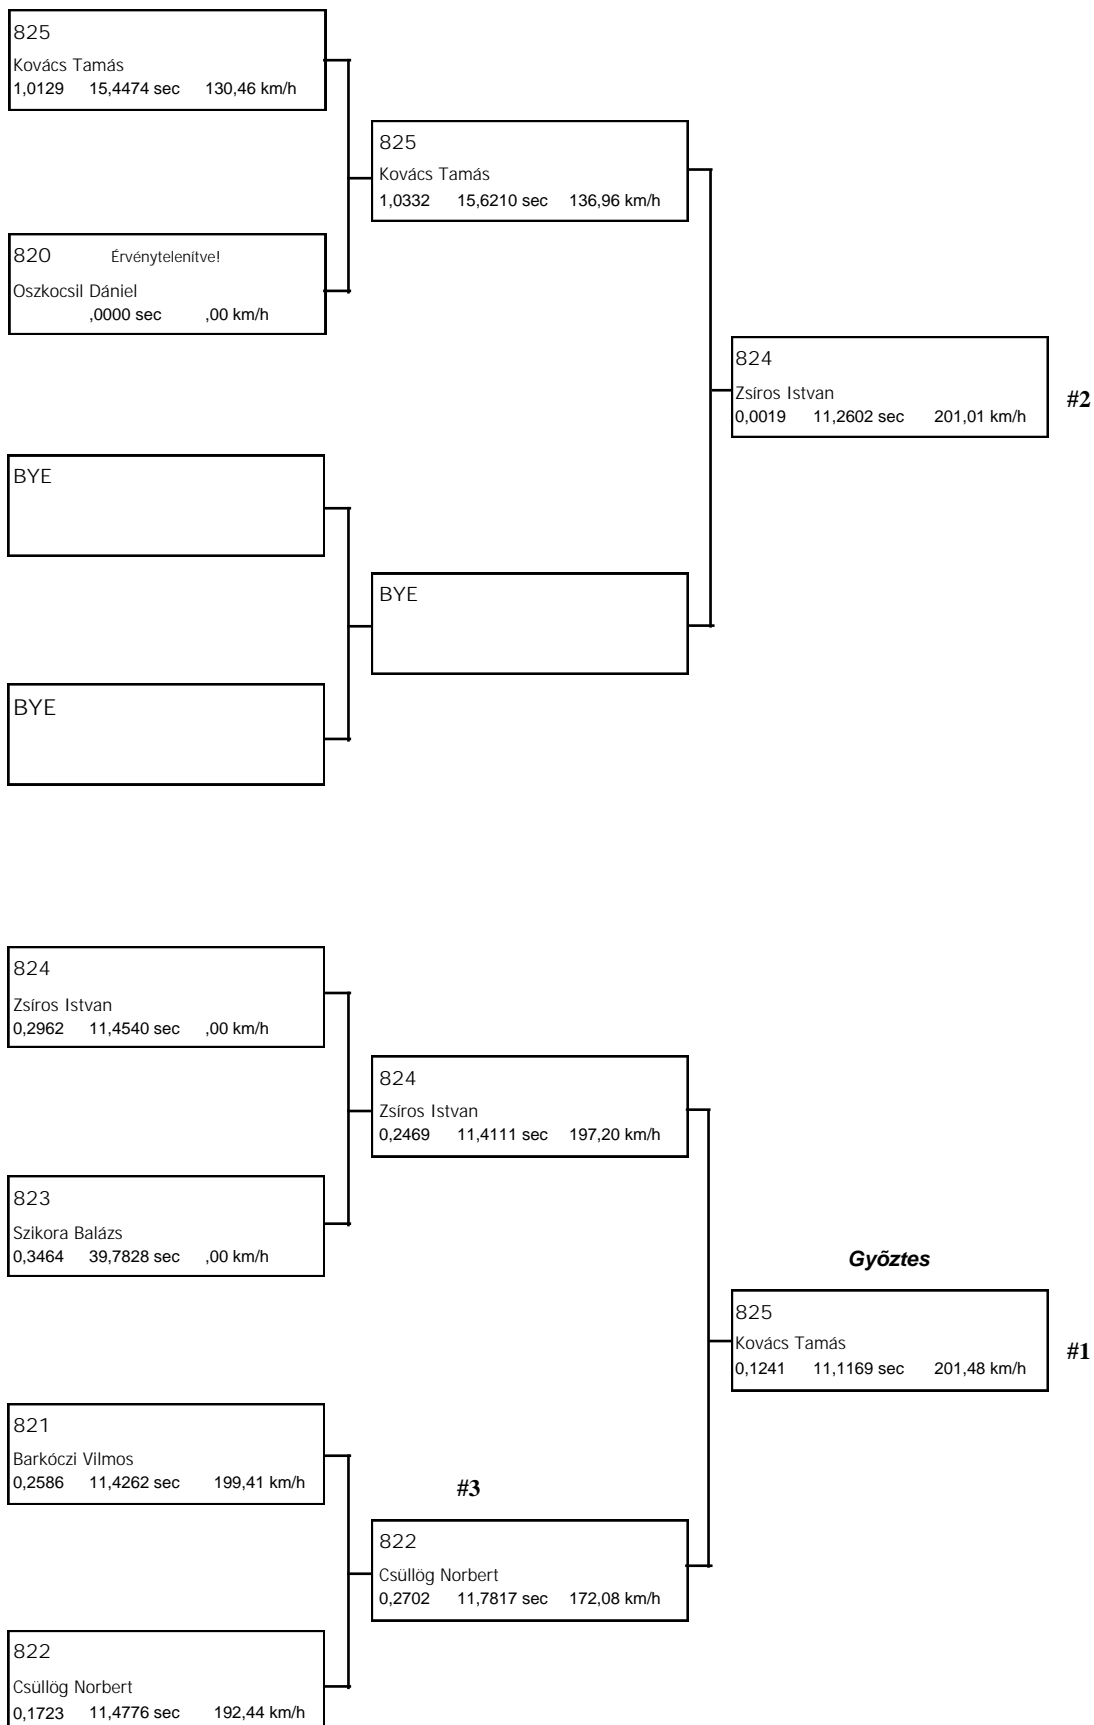 825
Kovács Tamás
1,0129 15,4474 sec 130,46 km/h
825
Kovács Tamás
1,0332 15,6210 sec 136,96 km/h
820 Érvénytelenítve!
Oszkocsil Dániel
,0000 sec ,00 km/h
824
Zsíros Istvan
0,0019 11,2602 sec 201,01 km/h
#2
BYE
BYE
BYE
824
Zsíros Istvan
0,2962 11,4540 sec ,00 km/h
824
Zsíros Istvan
0,2469 11,4111 sec 197,20 km/h
823
Szikora Balázs
0,3464 39,7828 sec ,00 km/h
Gyõztes
825
Kovács Tamás
0,1241 11,1169 sec 201,48 km/h
#1
821
Barkóczi Vilmos
0,2586 11,4262 sec 199,41 km/h
#3
822
Csüllög Norbert
0,2702 11,7817 sec 172,08 km/h
822
Csüllög Norbert
0,1723 11,4776 sec 192,44 km/h